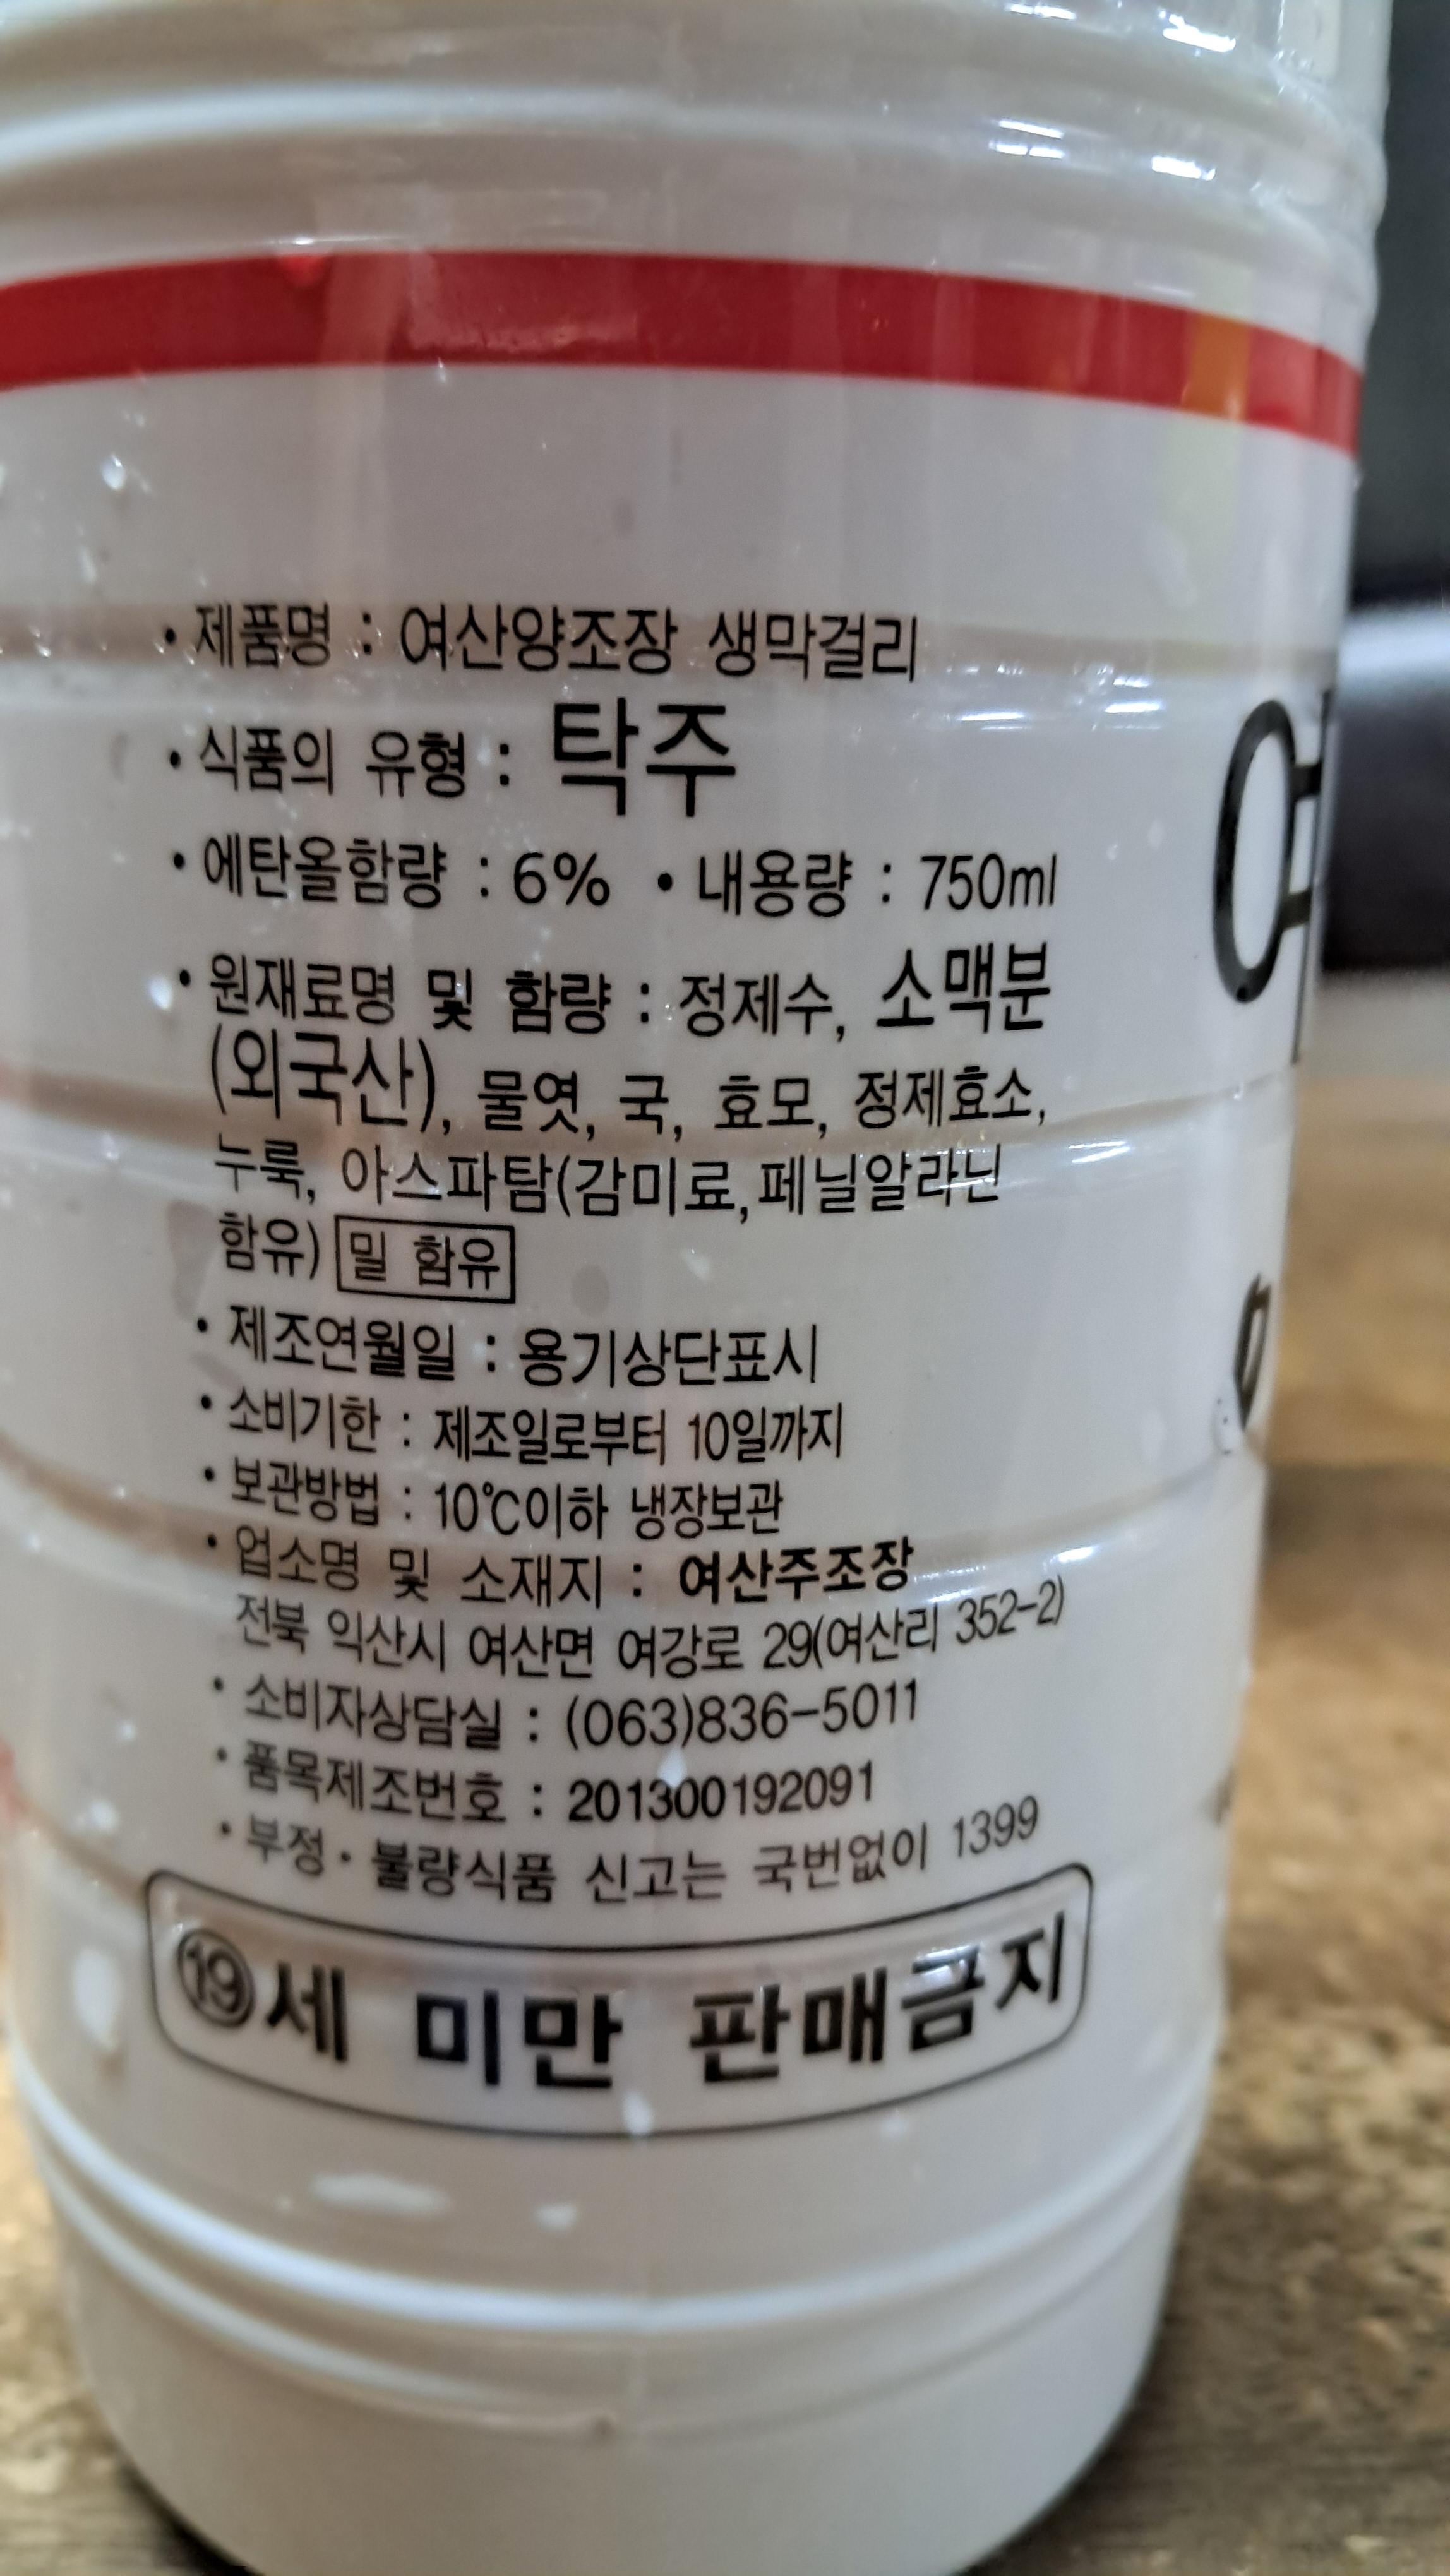 • 제품명 : 여산양조장 생막걸리
• 식품의 유형 : 탁주
• 에탄올함량 : 6% • 내용량 : 750ml
• 원재료명 및 함량 : 정제수, 소맥분
(외국산), 물엿, 국, 효모, 정제효소,
누룩, 아스파탐(감미료,페닐알라닌
함유) 밀 함유
• 제조연월일 : 용기상단표시
• 소비기한 : 제조일로부터 10일까지
• 보관방법 : 10℃이하 냉장보관
• 업소명 및 소재지 : 여산주조장
전북 익산시 여산면 여강로 29(여산리 352-2)
• 소비자상담실 : (063)836-5011
• 품목제조번호 : 201300192091
• 부정·불량식품 신고는 국번없이 1399
⑲세 미만 판매금지